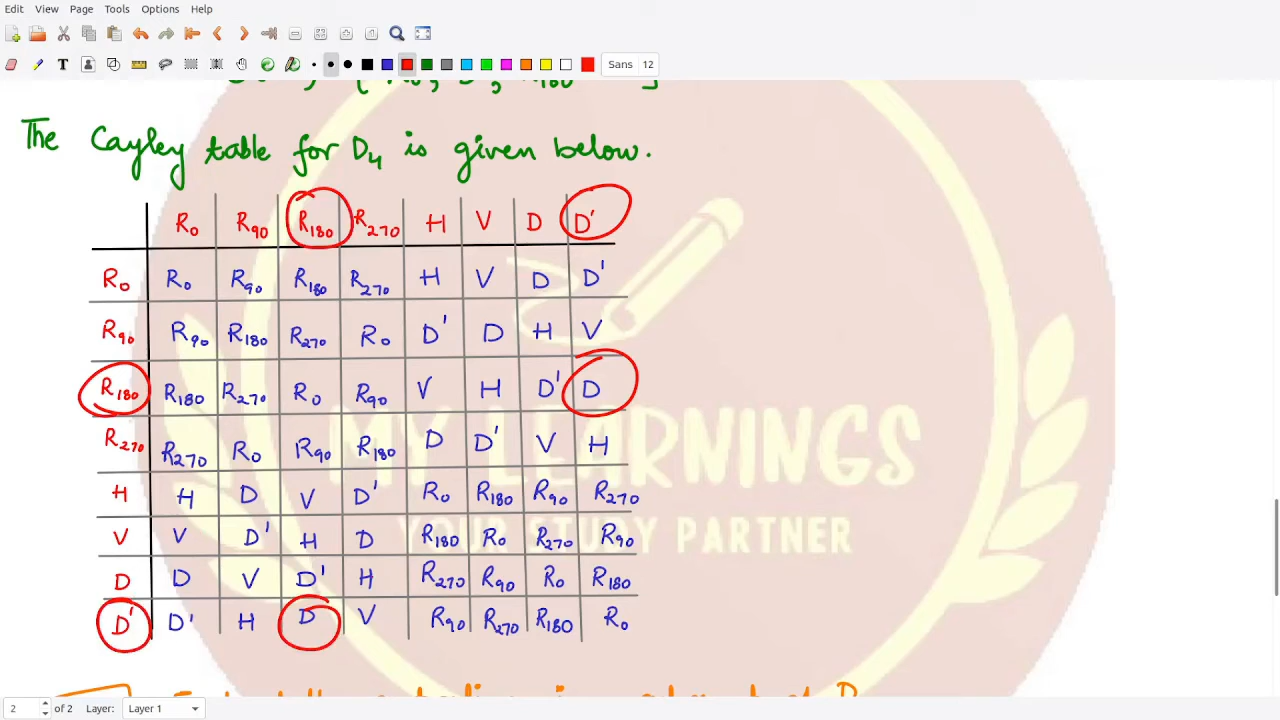 Edit View Page Tools Options Help
Sans 12
The Cayley table for D₄ is given below.
R₀ R₉₀ R₁₈₀ R₂₇₀ H V D D'
R₀ R₀ R₉₀ R₁₈₀ R₂₇₀ H V D D'
R₉₀ R₉₀ R₁₈₀ R₂₇₀ R₀ D' D H V
R₁₈₀ R₁₈₀ R₂₇₀ R₀ R₉₀ V H D' D
R₂₇₀ R₂₇₀ R₀ R₉₀ R₁₈₀ D D' V H
H H D V D' R₀ R₁₈₀ R₉₀ R₂₇₀
V V D' H D R₁₈₀ R₀ R₂₇₀ R₉₀
D D V D' H R₂₇₀ R₉₀ R₀ R₁₈₀
D' D' H D V R₉₀ R₂₇₀ R₁₈₀ R₀
MY LEARNINGS
YOUR STUDY PARTNER
2 of 2 Layer: Layer 1